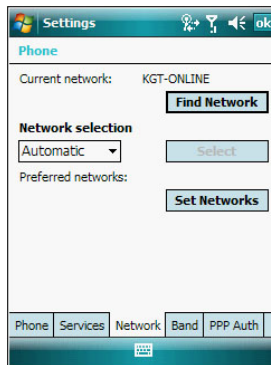 Settings ok
Phone
Current network: KGT-ONLINE
Find Network
Network selection
Automatic Select
Preferred networks:
Set Networks
Phone Services Network Band PPP Auth